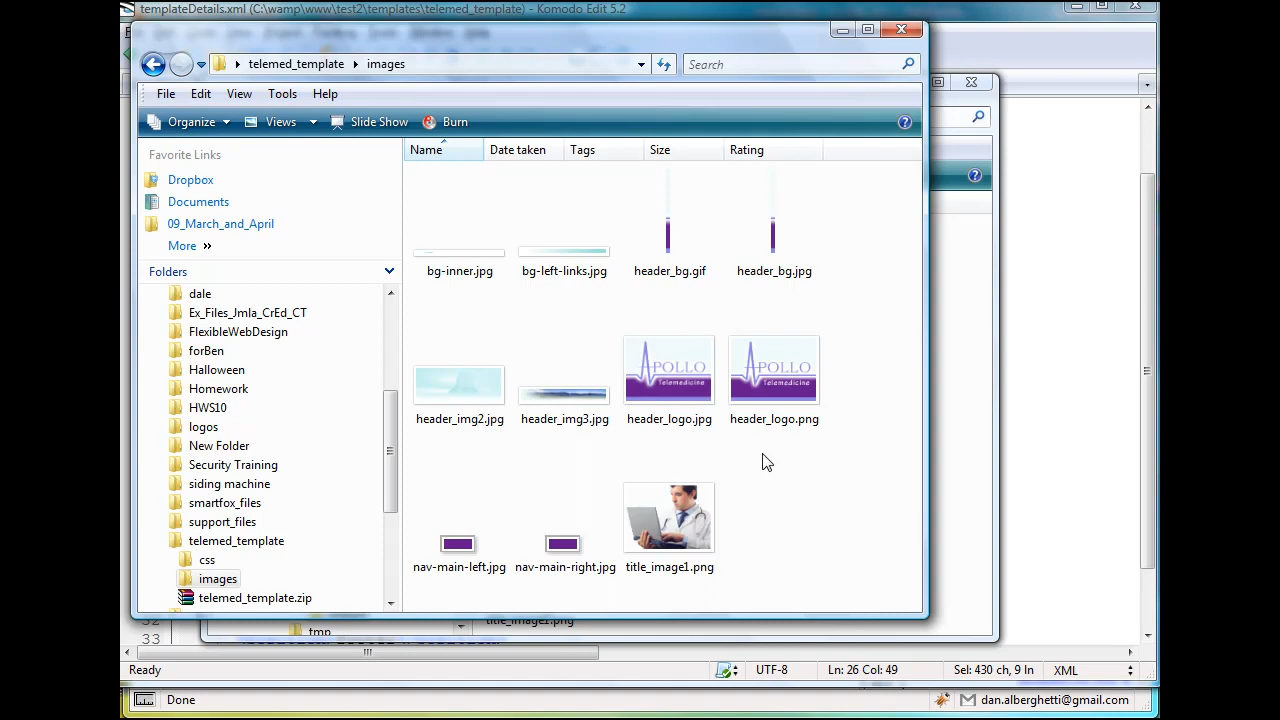 templateDetails.xml (C:\wamp\www\test2\templates\telemed_template) - Komodo Edit 5.2
telemed_template images
Search
File Edit View Tools Help
Organize Views Slide Show Burn
Favorite Links
Dropbox
Documents
09_March_and_April
More »
Folders
dale
Ex_Files_Jmla_CrEd_CT
FlexibleWebDesign
forBen
Halloween
Homework
HWS10
logos
New Folder
Security Training
siding machine
smartfox_files
support_files
telemed_template
css
images
telemed_template.zip
Name Date taken Tags Size Rating
bg-inner.jpg bg-left-links.jpg header_bg.gif header_bg.jpg
APOLLO
Telemedicine
APOLLO
Telemedicine
header_img2.jpg header_img3.jpg header_logo.jpg header_logo.png
nav-main-left.jpg nav-main-right.jpg title_image1.png
tmp
title_image1.png
32
33
Ready UTF-8 Ln: 26 Col: 49 Sel: 430 ch, 9 ln XML
Done dan.alberghetti@gmail.com